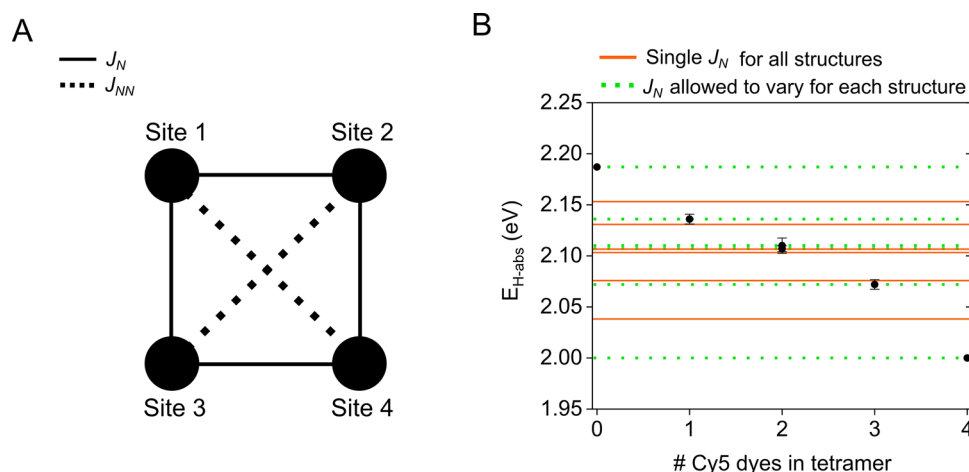 A
J_N
J_NN
Site 1 Site 2
Site 3 Site 4
B
Single J_N for all structures
J_N allowed to vary for each structure
2.25
2.20
2.15
2.10
2.05
2.00
1.95
E_H-abs (eV)
0 1 2 3 4
# Cy5 dyes in tetramer